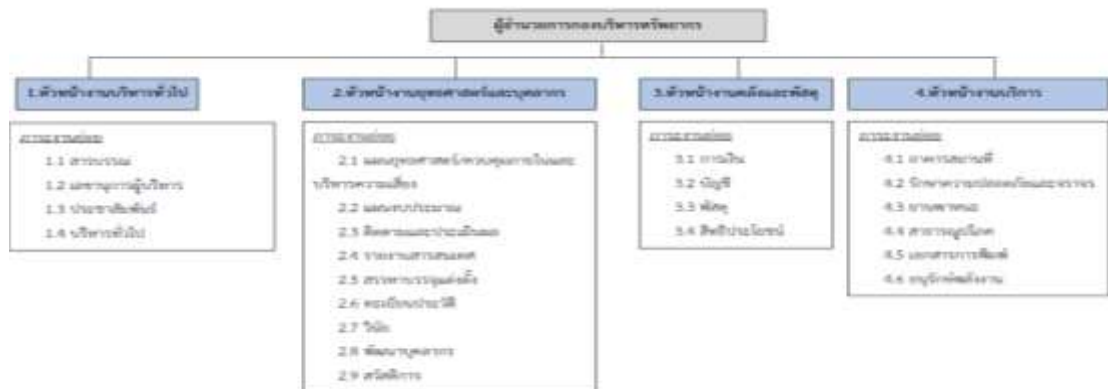 ผู้อำนวยการกองบริหารทรัพยากร
1.หัวหน้างานบริหารทั่วไป
ภาระงานย่อย
1.1 สารบรรณ
1.2 เลขานุการผู้บริหาร
1.3 ประชาสัมพันธ์
1.4 บริหารทั่วไป
2.หัวหน้างานยุทธศาสตร์และบุคลากร
ภาระงานย่อย
2.1 แผนยุทธศาสตร์/ควบคุมภายในและ
บริหารความเสี่ยง
2.2 แผนงบประมาณ
2.3 ติดตามและประเมินผล
2.4 รายงานสารสนเทศ
2.5 สรรหาบรรจุแต่งตั้ง
2.6 ทะเบียนประวัติ
2.7 วินัย
2.8 พัฒนาบุคลากร
2.9 สวัสดิการ
3.หัวหน้างานคลังและพัสดุ
ภาระงานย่อย
3.1 การเงิน
3.2 บัญชี
3.3 พัสดุ
3.4 สิทธิประโยชน์
4.หัวหน้างานบริการ
ภาระงานย่อย
4.1 อาคารสถานที่
4.2 รักษาความปลอดภัยและจราจร
4.3 ยานพาหนะ
4.4 สาธารณูปโภค
4.5 เอกสารการพิมพ์
4.6 อนุรักษ์พลังงาน